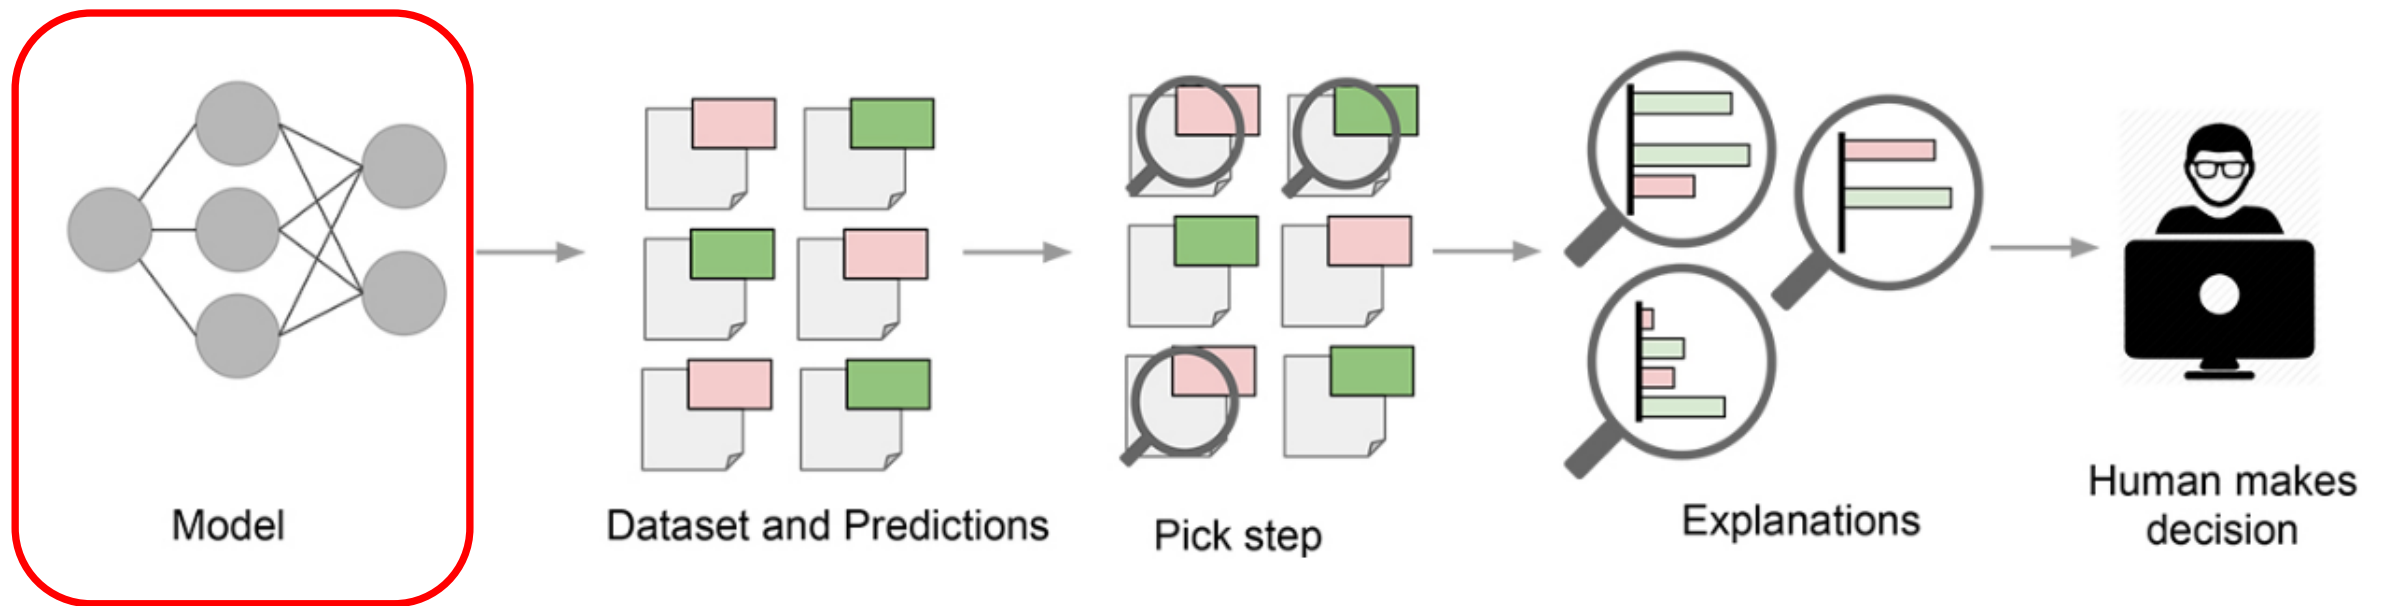 Model
Dataset and Predictions
Pick step
Explanations
Human makes
decision